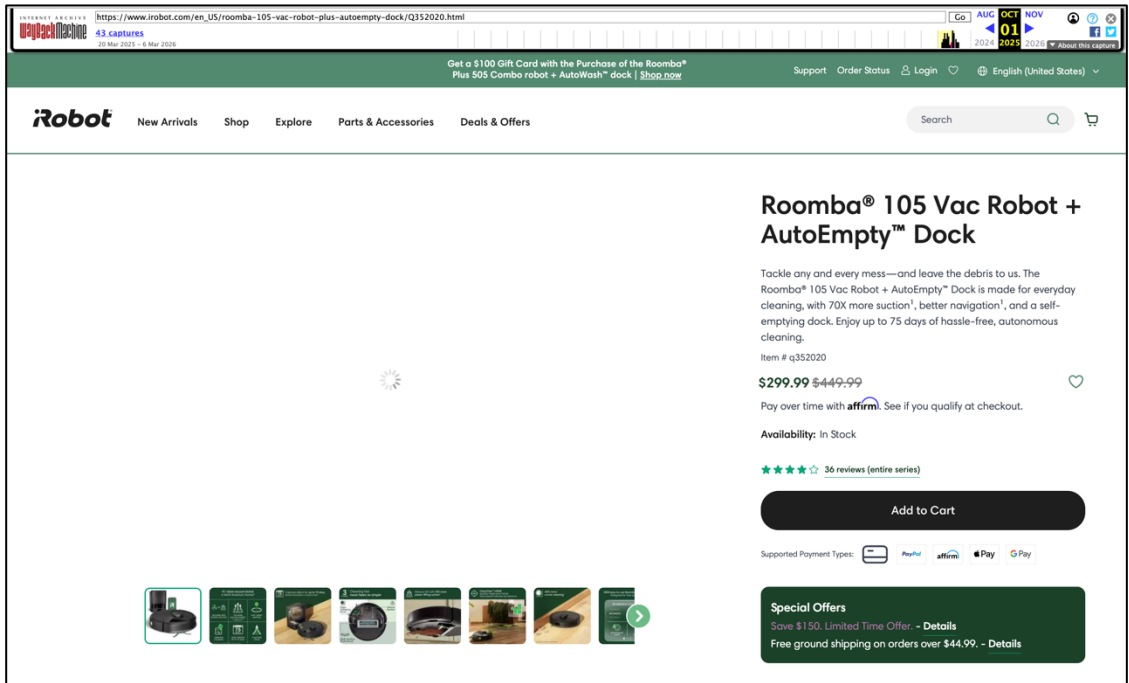 INTERNET ARCHIVE
WayBackMachine
https://www.irobot.com/en_US/roomba-105-vac-robot-plus-autoempty-dock/Q352020.html
Go
43 captures
20 Mar 2025 – 6 Mar 2026
AUG OCT NOV
01
2024 2025 2026
▼ About this capture
Get a $100 Gift Card with the Purchase of the Roomba®
Plus 505 Combo robot + AutoWash™ dock | Shop now
Support Order Status Login English (United States)
iRobot
New Arrivals Shop Explore Parts & Accessories Deals & Offers
Search
Roomba® 105 Vac Robot +
AutoEmpty™ Dock
Tackle any and every mess—and leave the debris to us. The
Roomba® 105 Vac Robot + AutoEmpty™ Dock is made for everyday
cleaning, with 70X more suction¹, better navigation¹, and a self-
emptying dock. Enjoy up to 75 days of hassle-free, autonomous
cleaning.
Item # q352020
$299.99 $449.99
Pay over time with affirm. See if you qualify at checkout.
Availability: In Stock
36 reviews (entire series)
Add to Cart
Supported Payment Types: PayPal affirm Pay G Pay
Special Offers
Save $150. Limited Time Offer. - Details
Free ground shipping on orders over $44.99. - Details